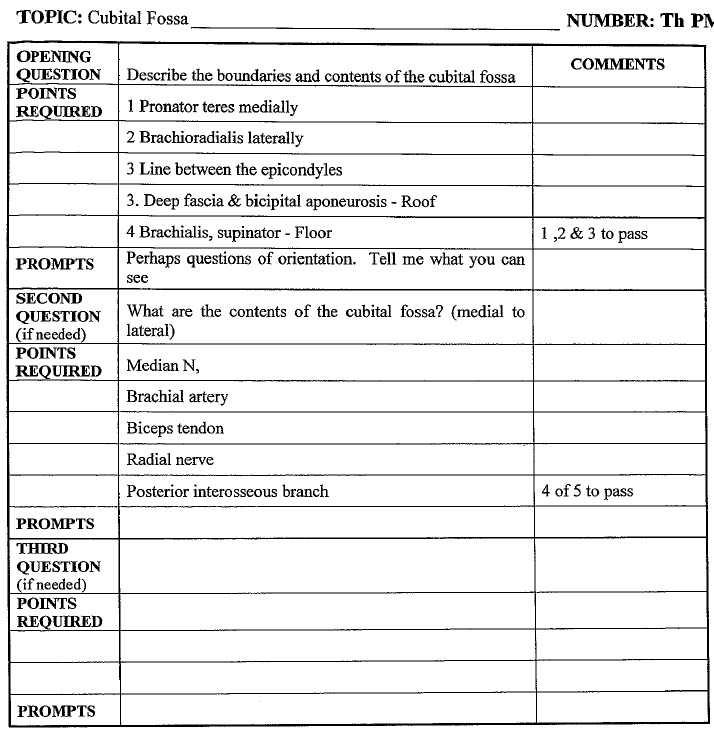 TOPIC: Cubital Fossa NUMBER: Th PM
OPENING
QUESTION
Describe the boundaries and contents of the cubital fossa
COMMENTS
POINTS
REQUIRED
1 Pronator teres medially
2 Brachioradialis laterally
3 Line between the epicondyles
3. Deep fascia & bicipital aponeurosis - Roof
4 Brachialis, supinator - Floor
1 ,2 & 3 to pass
PROMPTS
Perhaps questions of orientation. Tell me what you can
see
SECOND
QUESTION
(if needed)
What are the contents of the cubital fossa? (medial to
lateral)
POINTS
REQUIRED
Median N,
Brachial artery
Biceps tendon
Radial nerve
Posterior interosseous branch
4 of 5 to pass
PROMPTS
THIRD
QUESTION
(if needed)
POINTS
REQUIRED
PROMPTS